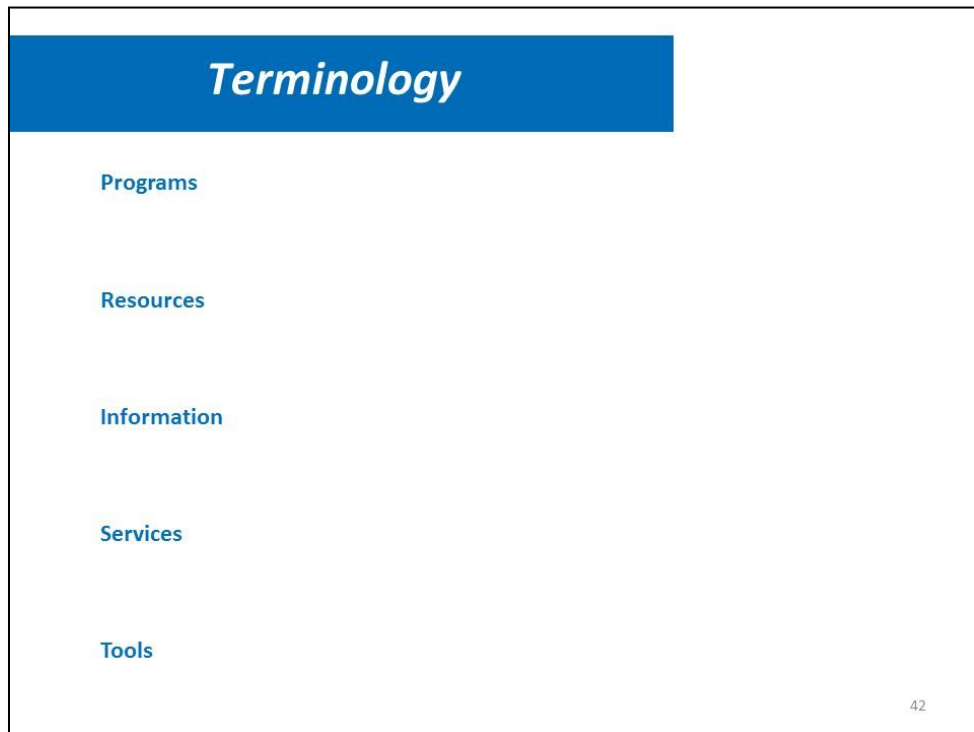 Terminology
Programs
Resources
Information
Services
Tools
42